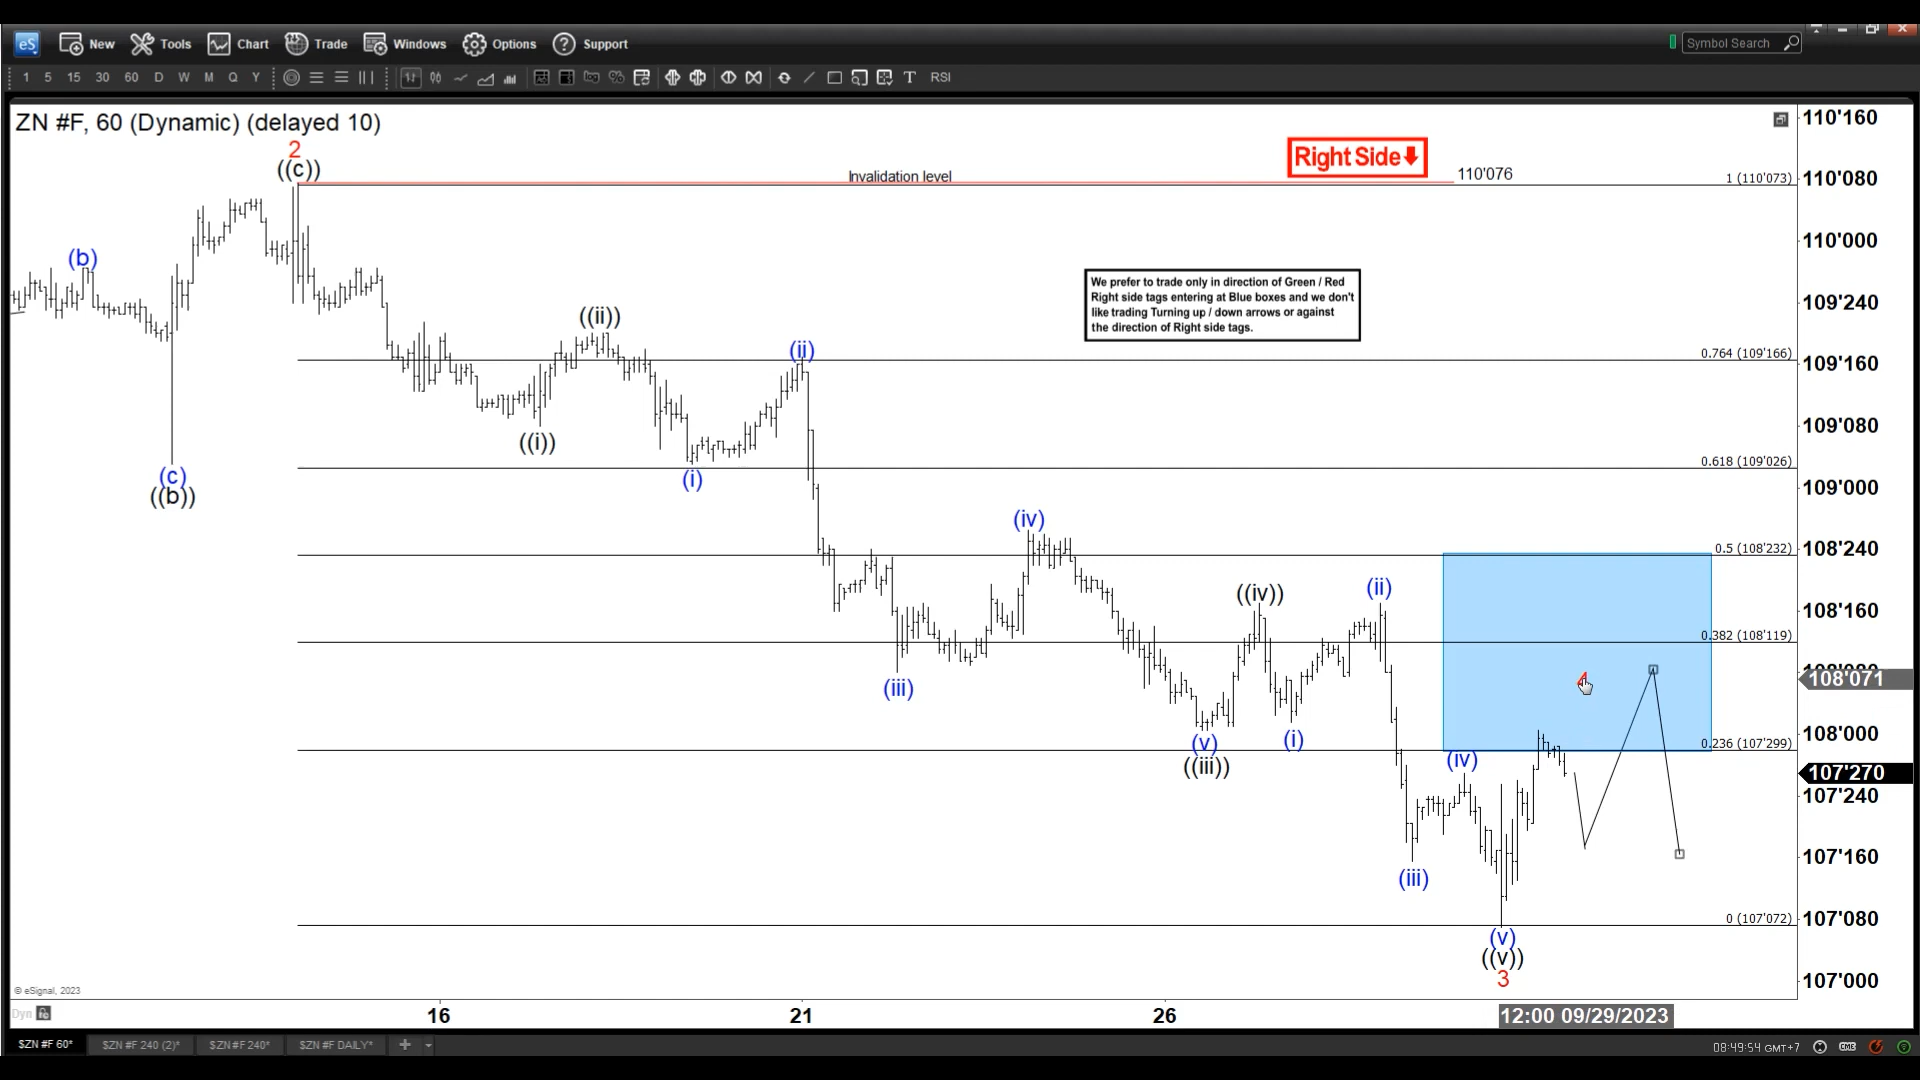 eS New Tools Chart Trade Windows Options Support Symbol Search
1 5 15 30 60 D W M Q Y T RSI
ZN #F, 60 (Dynamic) (delayed 10)
110'160
Right Side
2
((c))
Invalidation level
110'076
1 (110'073)
110'080
(b)
110'000
We prefer to trade only in direction of Green / Red
Right side tags entering at Blue boxes and we don't
like trading Turning up / down arrows or against
the direction of Right side tags.
109'240
((ii))
(ii)
0.764 (109'166)
109'160
((i))
109'080
0.618 (109'026)
(c)
((b))
(i)
109'000
(iv)
0.5 (108'232)
108'240
((iv))
(ii)
108'160
0.382 (108'119)
108'071
4
(iii)
108'000
(v)
((iii))
(i)
0.236 (107'299)
(iv)
107'270
107'240
107'160
(iii)
0 (107'072)
107'080
(v)
((v))
3
107'000
© eSignal, 2023
Dyn
16 21 26 12:00 09/29/2023
$ZN #F 60* $ZN #F 240 (2)* $ZN #F 240* $ZN #F DAILY* + 08:49:54 GMT+7 CME